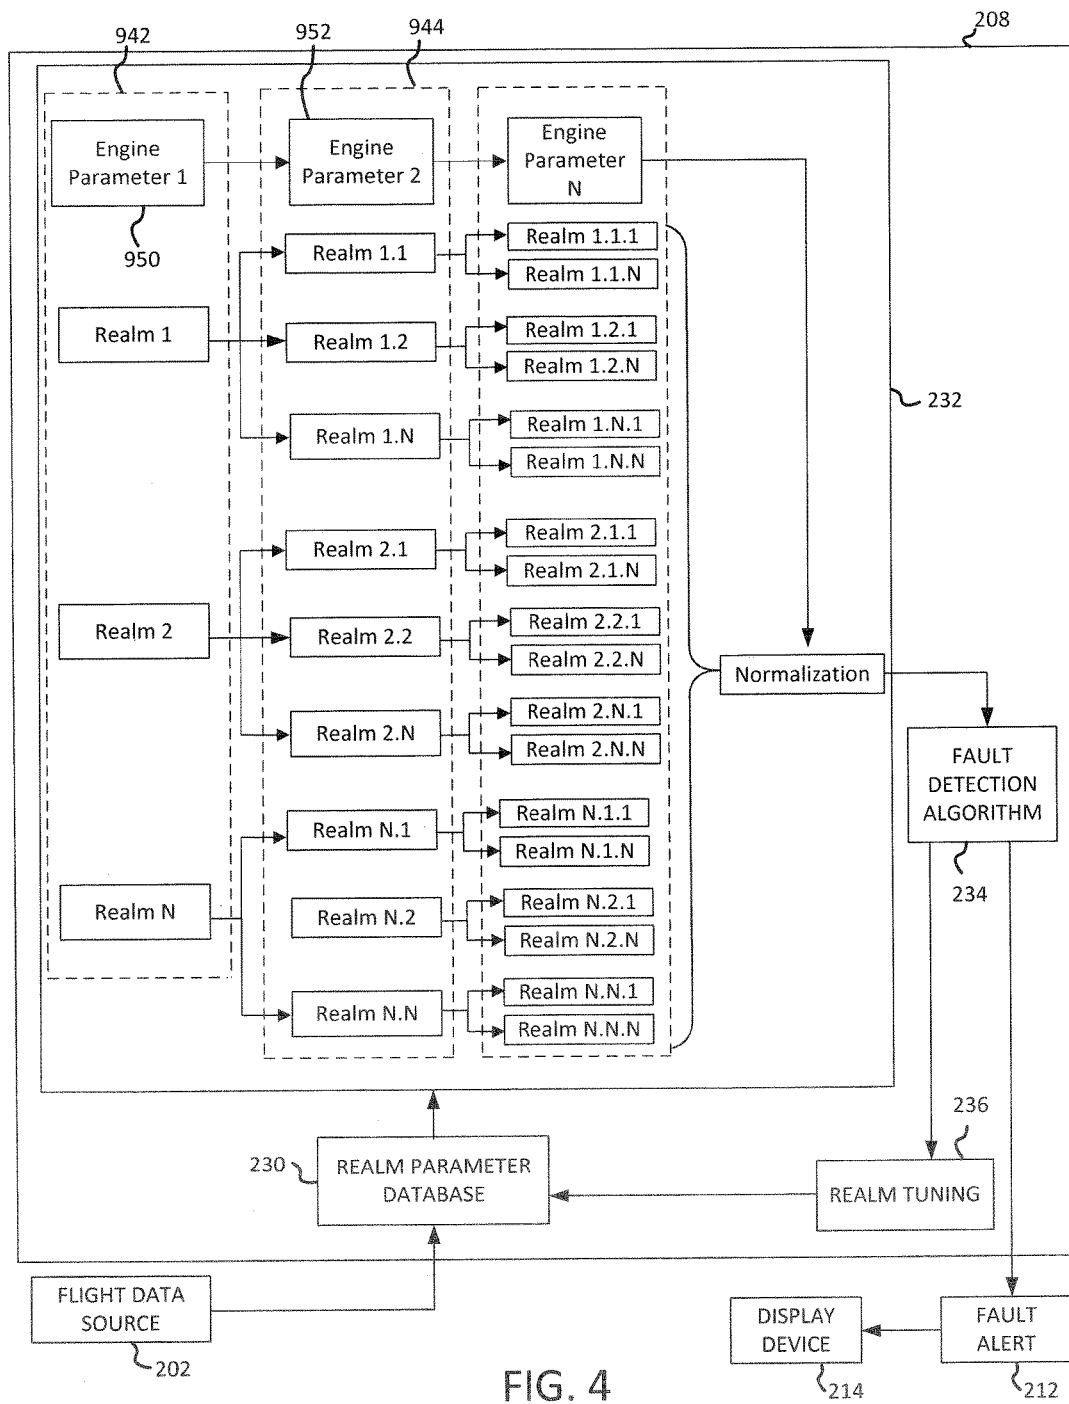 208
942
952
944
Engine
Parameter 1
Engine
Parameter 2
Engine
Parameter
N
950
Realm 1
Realm 1.1
Realm 1.1.1
Realm 1.1.N
Realm 1.2
Realm 1.2.1
Realm 1.2.N
Realm 1.N
Realm 1.N.1
Realm 1.N.N
232
Realm 2
Realm 2.1
Realm 2.1.1
Realm 2.1.N
Realm 2.2
Realm 2.2.1
Realm 2.2.N
Realm 2.N
Realm 2.N.1
Realm 2.N.N
Normalization
FAULT
DETECTION
ALGORITHM
234
Realm N
Realm N.1
Realm N.1.1
Realm N.1.N
Realm N.2
Realm N.2.1
Realm N.2.N
Realm N.N
Realm N.N.1
Realm N.N.N
230
REALM PARAMETER
DATABASE
236
REALM TUNING
FLIGHT DATA
SOURCE
202
DISPLAY
DEVICE
214
FAULT
ALERT
212
FIG. 4